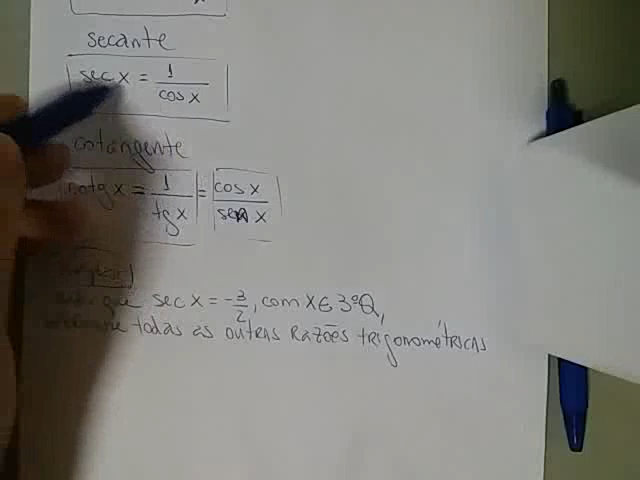 secante
sec x = 1/cos x
cotangente
cotg x = 1/tg x = cos x/sen x
que sec x = -3/2, com x ∈ 3º Q,
todas as outras razões trigonométricas